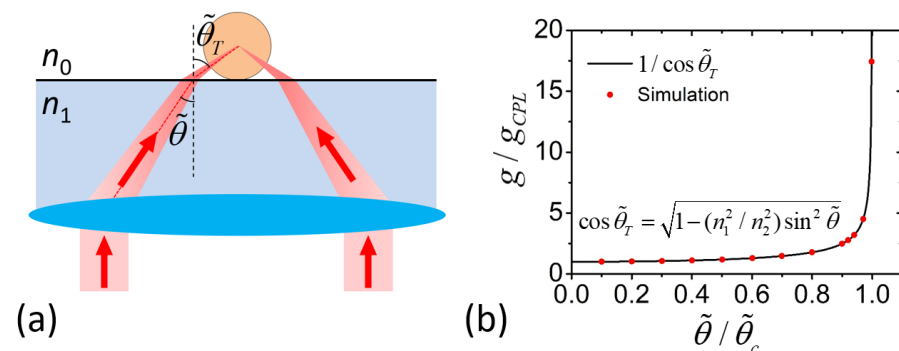 (a)
θ̃_T
n_0
n_1
θ̃
(b)
g / g_CPL
20
15
10
5
0
1/cos θ̃_T
Simulation
cos θ̃_T = √(1−(n_1^2 / n_2^2) sin^2 θ̃)
0.0 0.2 0.4 0.6 0.8 1.0
θ̃ / θ̃_c